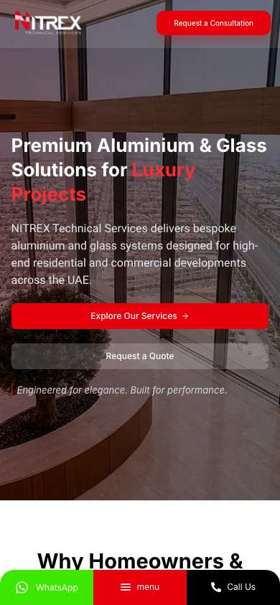 NITREX
TECHNICAL SERVICES
Request a Consultation
Premium Aluminium & Glass
Solutions for Luxury
Projects
NITREX Technical Services delivers bespoke
aluminium and glass systems designed for high-
end residential and commercial developments
across the UAE.
Explore Our Services →
Request a Quote
Engineered for elegance. Built for performance.
Why Homeowners &
WhatsApp
menu
Call Us